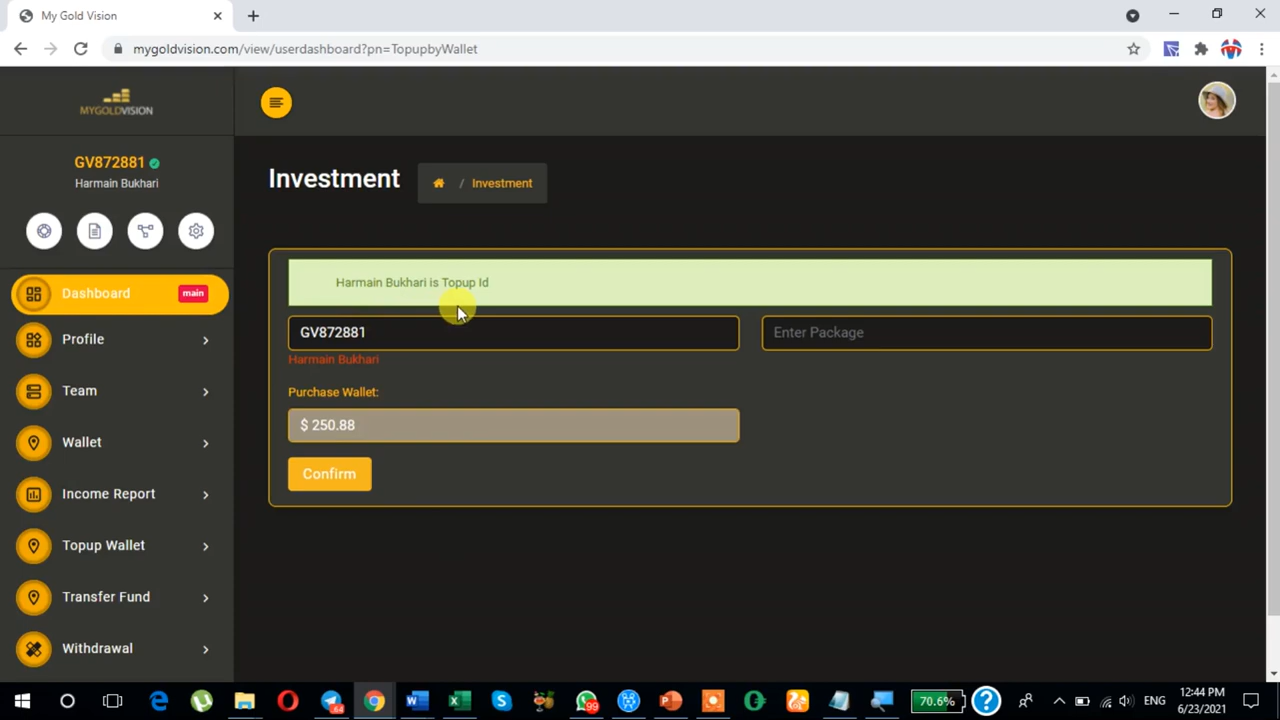 My Gold Vision
mygoldvision.com/view/userdashboard?pn=TopupbyWallet
MYGOLDVISION
GV872881
Harmain Bukhari
Dashboard
main
Profile
Team
Wallet
Income Report
Topup Wallet
Transfer Fund
Withdrawal
Investment
/ Investment
Harmain Bukhari is Topup Id
GV872881
Enter Package
Harmain Bukhari
Purchase Wallet:
$ 250.88
Confirm
64
99
70.6%
ENG
12:44 PM
6/23/2021